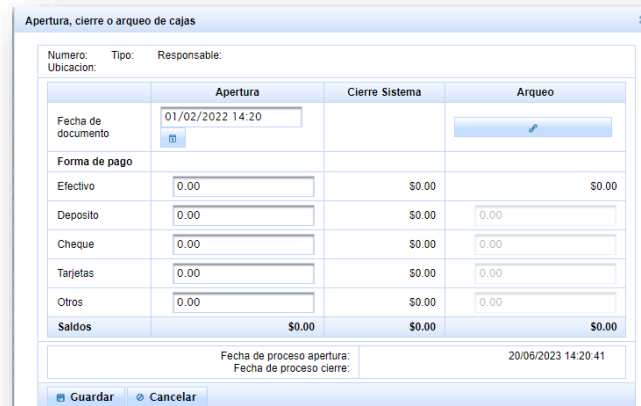 Apertura, cierre o arqueo de cajas
Numero: Tipo: Responsable:
Ubicacion:
Apertura Cierre Sistema Arqueo
Fecha de documento 01/02/2022 14:20
Forma de pago
Efectivo 0.00 $0.00 $0.00
Deposito 0.00 $0.00 0.00
Cheque 0.00 $0.00 0.00
Tarjetas 0.00 $0.00 0.00
Otros 0.00 $0.00 0.00
Saldos $0.00 $0.00 $0.00
Fecha de proceso apertura: 20/06/2023 14:20:41
Fecha de proceso cierre:
Guardar Cancelar